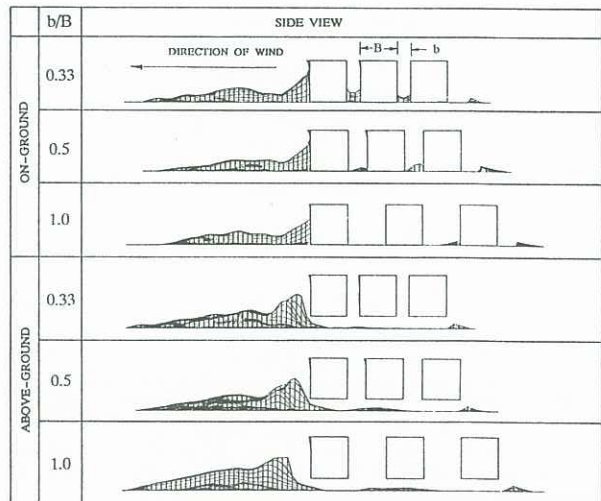 b/B
SIDE VIEW
ON-GROUND
0.33
DIRECTION OF WIND
B
b
0.5
1.0
ABOVE-GROUND
0.33
0.5
1.0